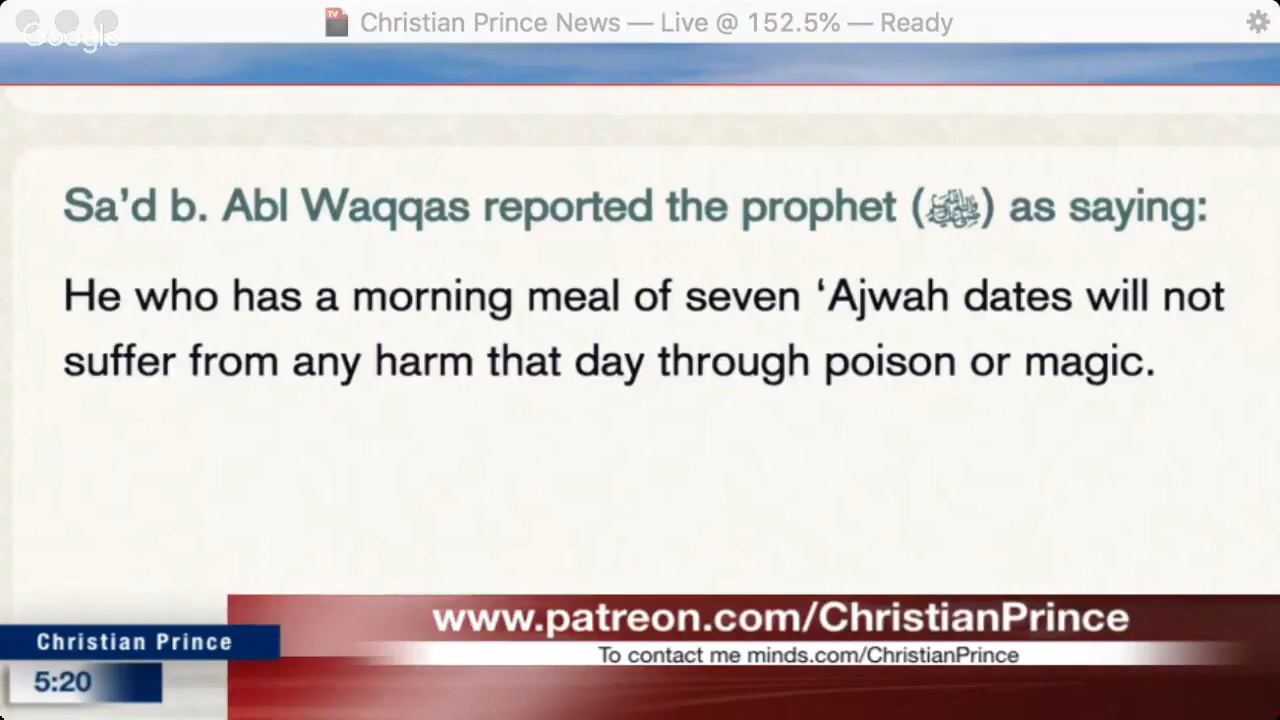 Christian Prince News — Live @ 152.5% — Ready
Google
Sa’d b. Abl Waqqas reported the prophet (ﷺ) as saying:
He who has a morning meal of seven ‘Ajwah dates will not
suffer from any harm that day through poison or magic.
www.patreon.com/ChristianPrince
Christian Prince
To contact me minds.com/ChristianPrince
5:20